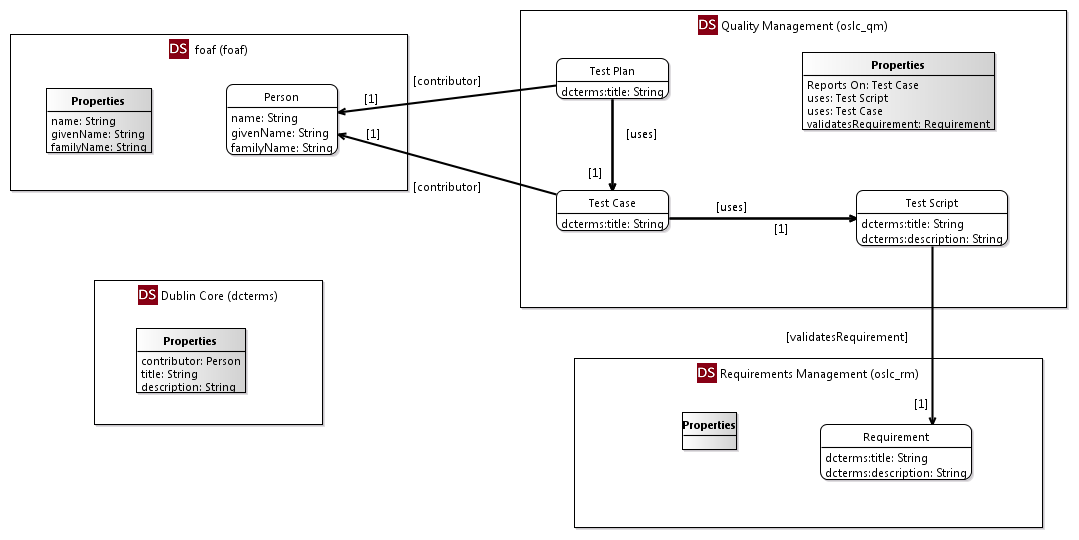 DS foaf (foaf)
Properties
name: String
givenName: String
familyName: String
Person
name: String
givenName: String
familyName: String
[contributor]
[1]
[1]
[contributor]
DS Quality Management (oslc_qm)
Test Plan
dcterms:title: String
Properties
Reports On: Test Case
uses: Test Script
uses: Test Case
validatesRequirement: Requirement
[uses]
[1]
Test Case
dcterms:title: String
[uses]
[1]
Test Script
dcterms:title: String
dcterms:description: String
DS Dublin Core (dcterms)
Properties
contributor: Person
title: String
description: String
[validatesRequirement]
DS Requirements Management (oslc_rm)
[1]
Properties
Requirement
dcterms:title: String
dcterms:description: String